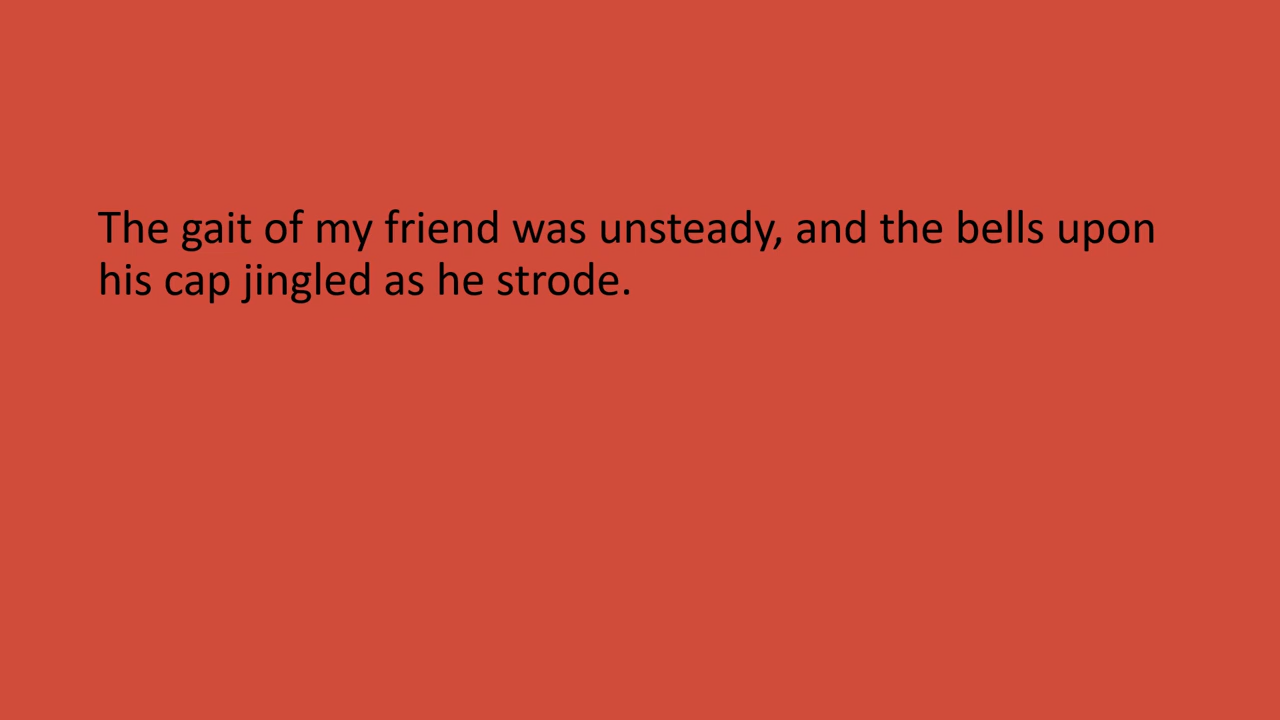 The gait of my friend was unsteady, and the bells upon
his cap jingled as he strode.